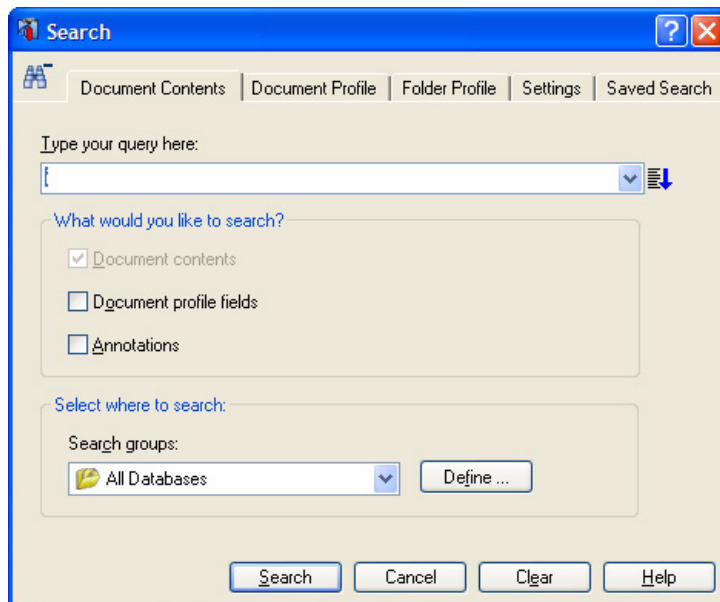 Search
Document Contents Document Profile Folder Profile Settings Saved Search
Type your query here:
What would you like to search?
Document contents
Document profile fields
Annotations
Select where to search:
Search groups:
All Databases Define ...
Search Cancel Clear Help